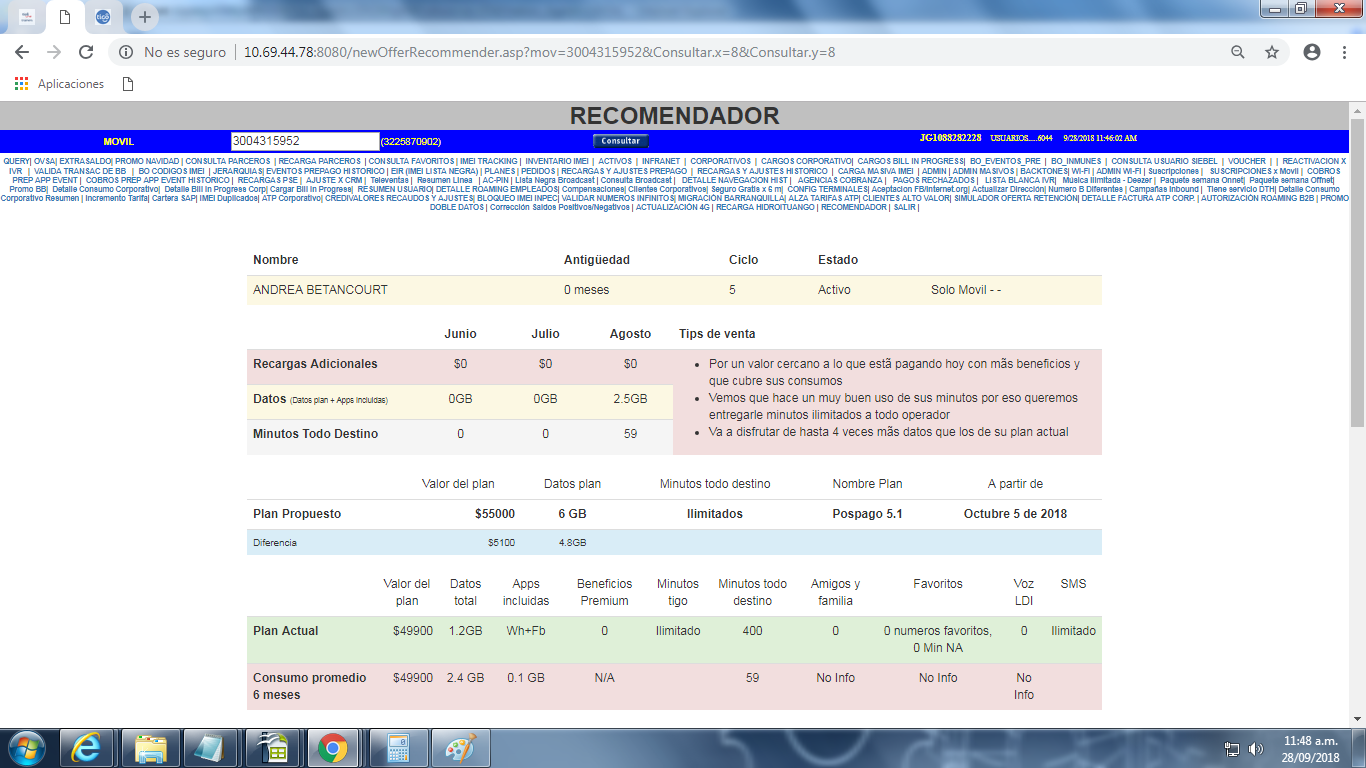 No es seguro | 10.69.44.78:8080/newOfferRecommender.asp?mov=3004315952&Consultar.x=8&Consultar.y=8
Aplicaciones
RECOMENDADOR
MOVIL 3004315952 (3225870902) Consultar JG1088282228 USUARIOS.....6044 9/28/2018 11:46:02 AM
QUERY| OVSA| EXTRASALDO| PROMO NAVIDAD | CONSULTA PARCEROS | RECARGA PARCEROS | CONSULTA FAVORITOS | IMEI TRACKING | INVENTARIO IMEI | ACTIVOS | INFRANET | CORPORATIVOS | CARGOS CORPORATIVO| CARGOS BILL IN PROGRESS| BO_EVENTOS_PRE | BO_INMUNES | CONSULTA USUARIO SIEBEL | VOUCHER | | REACTIVACION X
IVR | VALIDA TRANSAC DE BB | BO CODIGOS IMEI | JERARQUIAS| EVENTOS PREPAGO HISTORICO | EIR (IMEI LISTA NEGRA) | PLANES | PEDIDOS | RECARGAS Y AJUSTES PREPAGO | RECARGAS Y AJUSTES HISTORICO | CARGA MASIVA IMEI | ADMIN | ADMIN MASIVOS | BACKTONES| WI-FI | ADMIN WI-FI | Suscripciones | SUSCRIPCIONES x Movil | COBROS
PREP APP EVENT | COBROS PREP APP EVENT HISTORICO | RECARGAS PSE | AJUSTE X CRM | Televentas | Resumen Linea | AC-PIN | Lista Negra Broadcast | Consulta Broadcast | DETALLE NAVEGACION HIST | AGENCIAS COBRANZA | PAGOS RECHAZADOS | LISTA BLANCA IVR| Música Ilimitada - Deezer | Paquete semana Onnet| Paquete semana Offnet|
Promo BB| Detalle Consumo Corporativo| Detalle Bill in Progress Corp| Cargar Bill in Progress| RESUMEN USUARIO| DETALLE ROAMING EMPLEADOS| Compensaciones| Clientes Corporativos| Seguro Gratis x 6 m| CONFIG TERMINALES| Aceptacion FB/Internet.org| Actualizar Dirección| Numero B Diferentes | Campañas Inbound | Tiene servicio DTH| Detalle Consumo
Corporativo Resumen | Incremento Tarifa| Cartera SAP| IMEI Duplicados| ATP Corporativo| CREDIVALORES RECAUDOS Y AJUSTES| BLOQUEO IMEI INPEC| VALIDAR NUMEROS INFINITOS| MIGRACIÓN BARRANQUILLA| ALZA TARIFAS ATP| CLIENTES ALTO VALOR| SIMULADOR OFERTA RETENCIÓN| DETALLE FACTURA ATP CORP. | AUTORIZACIÓN ROAMING B2B | PROMO
DOBLE DATOS | Corrección Saldos Positivos/Negativos | ACTUALIZACIÓN 4G | RECARGA HIDROITUANGO | RECOMENDADOR | SALIR |
Nombre Antigüedad Ciclo Estado
ANDREA BETANCOURT 0 meses 5 Activo Solo Movil - -
Junio Julio Agosto Tips de venta
Recargas Adicionales $0 $0 $0
Datos (Datos plan + Apps incluidas) 0GB 0GB 2.5GB
Minutos Todo Destino 0 0 59
Por un valor cercano a lo que estã pagando hoy con mãs beneficios y
que cubre sus consumos
Vemos que hace un muy buen uso de sus minutos por eso queremos
entregarle minutos ilimitados a todo operador
Va a disfrutar de hasta 4 veces mãs datos que los de su plan actual
Valor del plan Datos plan Minutos todo destino Nombre Plan A partir de
Plan Propuesto $55000 6 GB Ilimitados Pospago 5.1 Octubre 5 de 2018
Diferencia $5100 4.8GB
Valor del Datos Apps Beneficios Minutos Minutos todo Amigos y Favoritos Voz SMS
plan total incluidas Premium tigo destino familia LDI
Plan Actual $49900 1.2GB Wh+Fb 0 Ilimitado 400 0 0 numeros favoritos, 0 Ilimitado
0 Min NA
Consumo promedio $49900 2.4 GB 0.1 GB N/A 59 No Info No Info No
6 meses Info
11:48 a.m.
28/09/2018